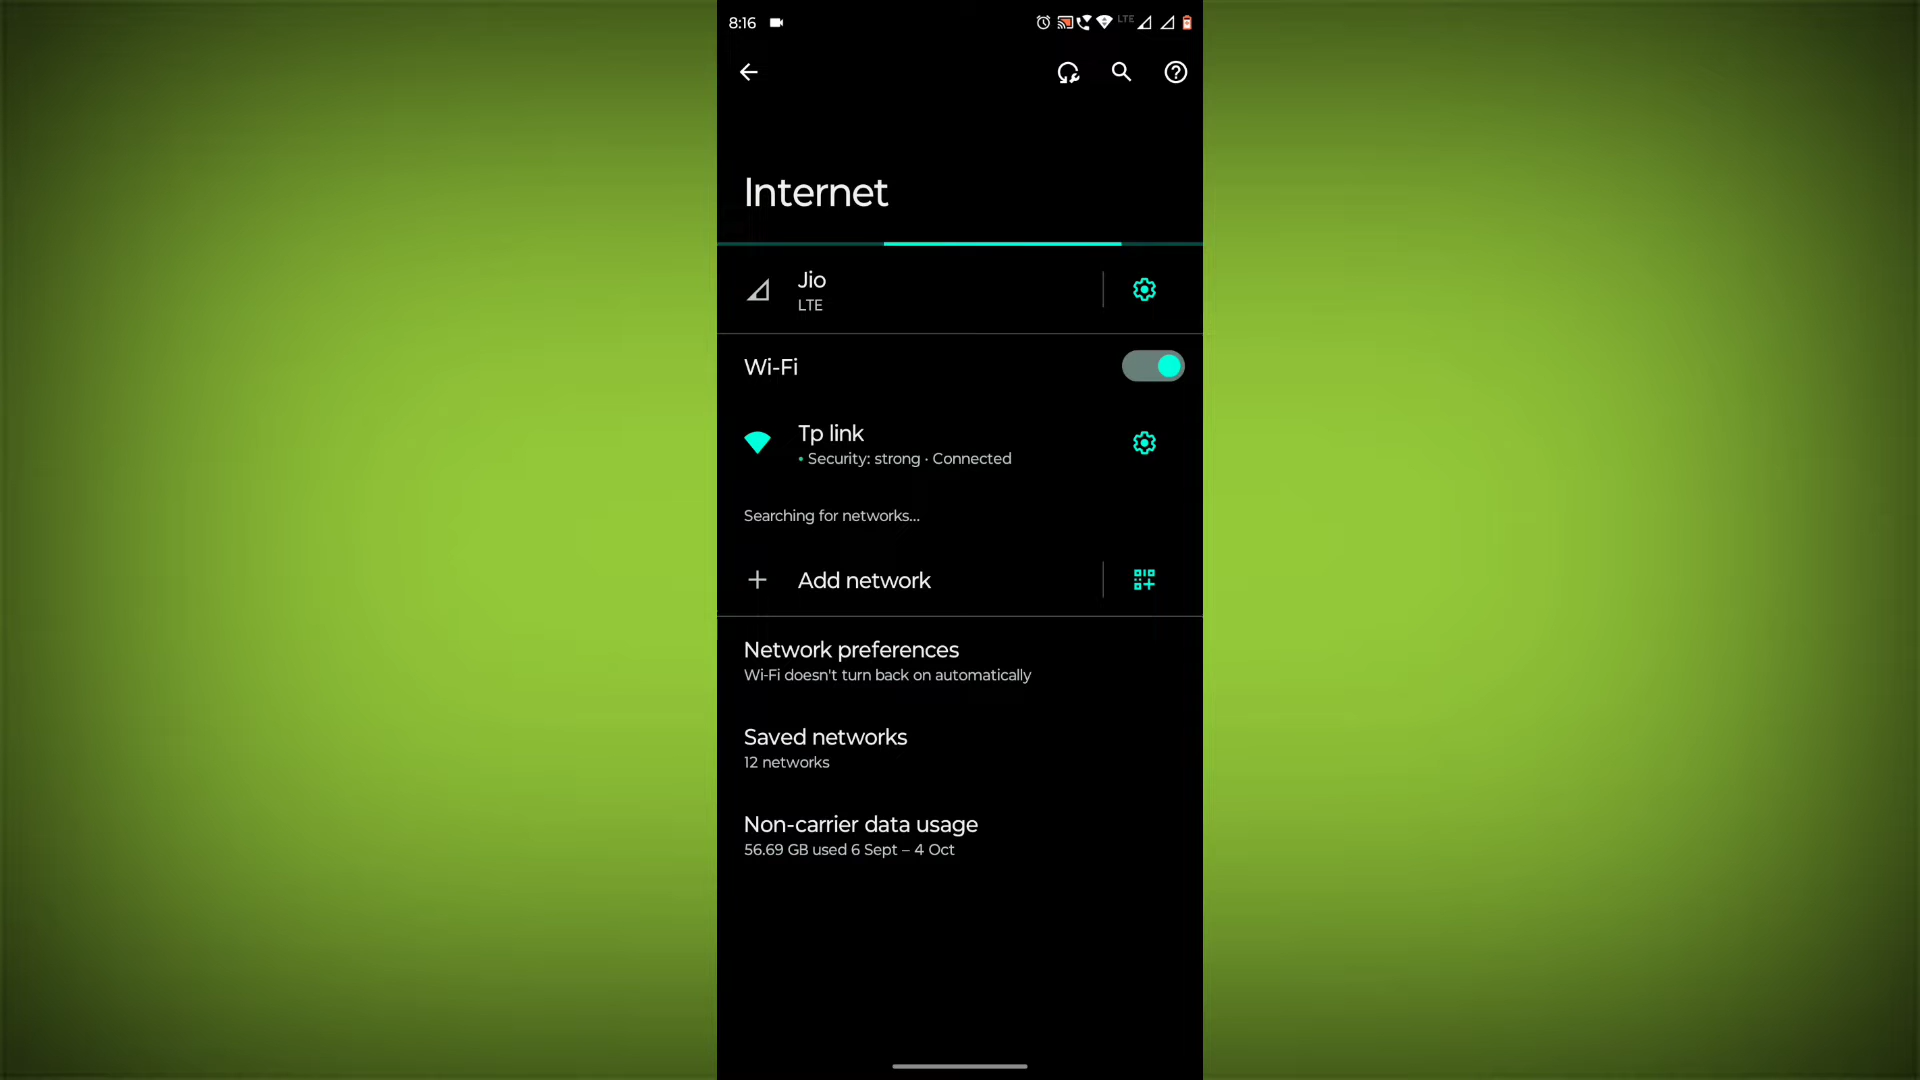 8:16
LTE
Internet
Jio
LTE
Wi-Fi
Tp link
• Security: strong · Connected
Searching for networks...
Add network
Network preferences
Wi-Fi doesn't turn back on automatically
Saved networks
12 networks
Non-carrier data usage
56.69 GB used 6 Sept – 4 Oct